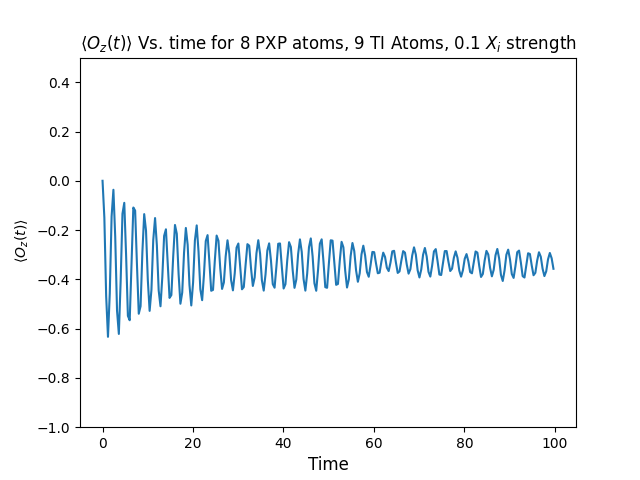 ⟨O_z(t)⟩ Vs. time for 8 PXP atoms, 9 TI Atoms, 0.1 X_i strength
0.4
0.2
0.0
−0.2
−0.4
−0.6
−0.8
−1.0
⟨O_z(t)⟩
0 20 40 60 80 100
Time